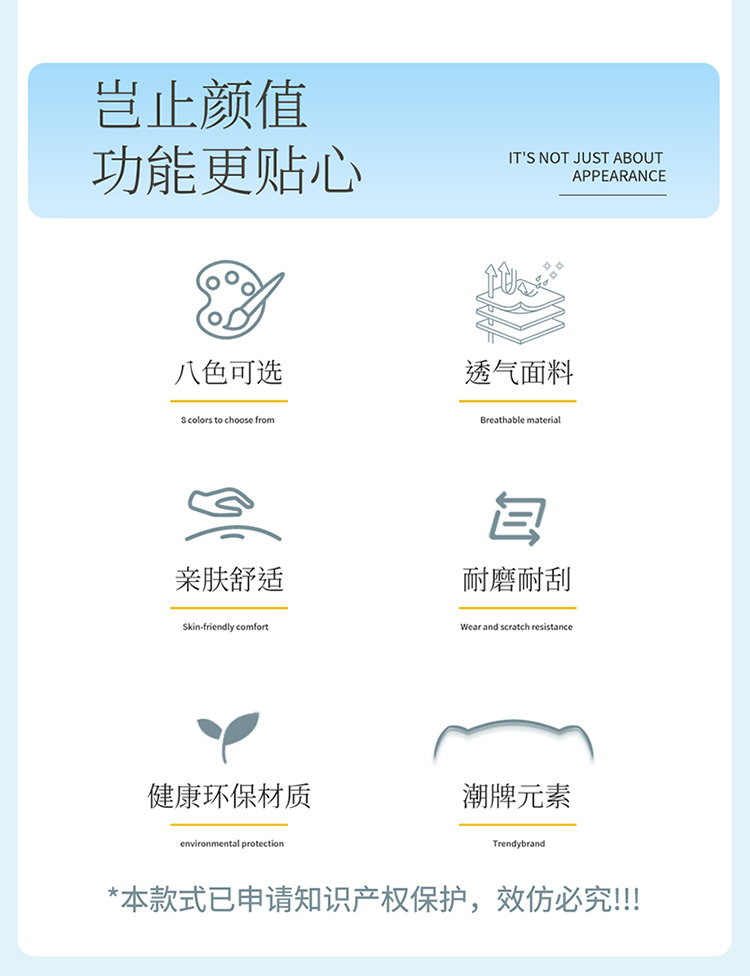 岂止颜值
功能更贴心
IT'S NOT JUST ABOUT
APPEARANCE
八色可选
8 colors to choose from
透气面料
Breathable material
亲肤舒适
Skin-friendly comfort
耐磨耐刮
Wear and scratch resistance
健康环保材质
environmental protection
潮牌元素
Trendybrand
*本款式已申请知识产权保护，效仿必究!!!